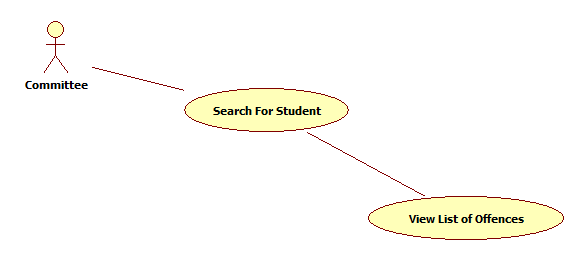 Committee
Search For Student
View List of Offences